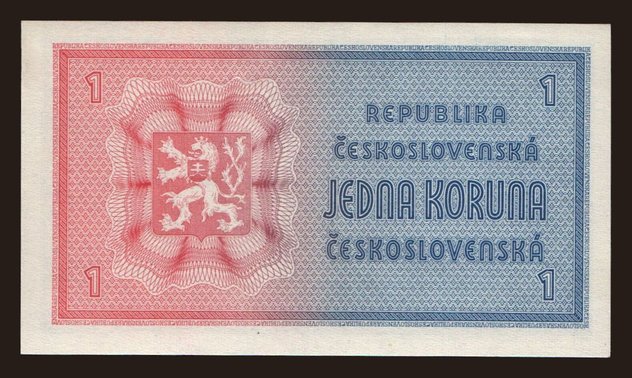 1
1
REPUBLIKA
ČESKOSLOVENSKÁ
JEDNA KORUNA
ČESKOSLOVENSKÁ
1
1